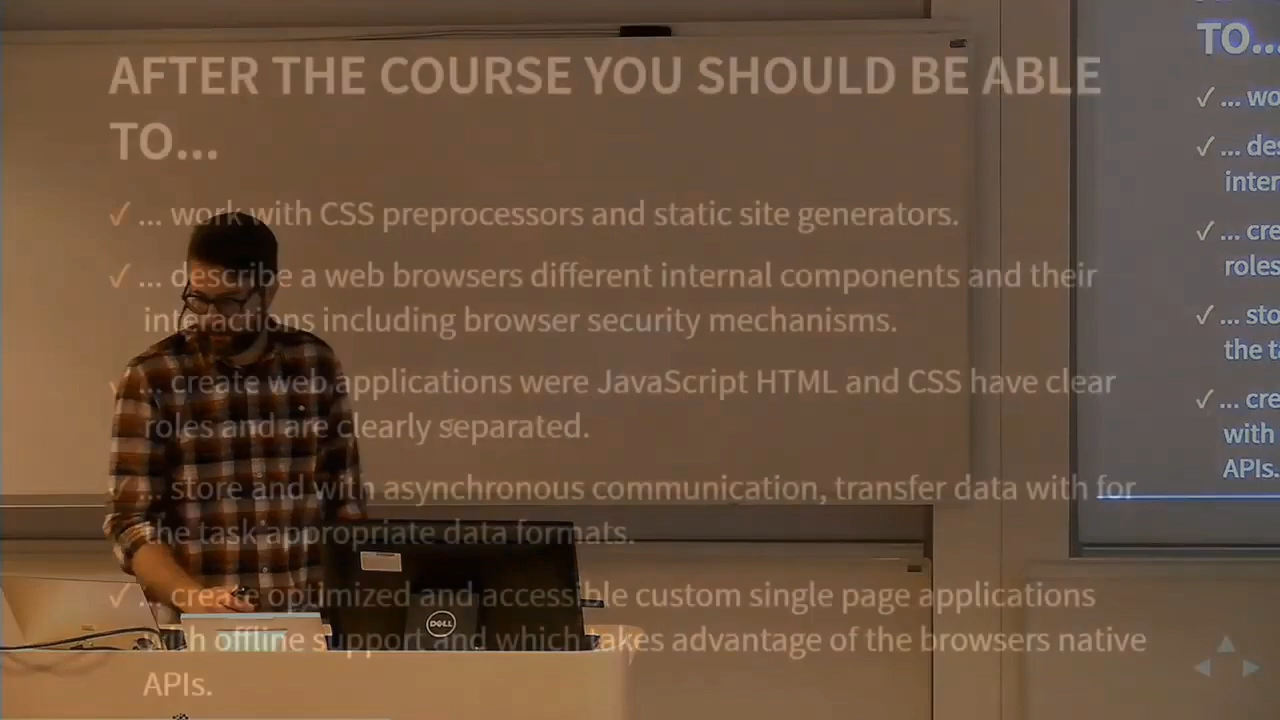 AFTER THE COURSE YOU SHOULD BE ABLE
TO...
✓ ... work with CSS preprocessors and static site generators.
✓ ... describe a web browsers different internal components and their
interactions including browser security mechanisms.
✓ ... create web applications were JavaScript HTML and CSS have clear
roles and are clearly separated.
... store and with asynchronous communication, transfer data with for
the task appropriate data formats.
✓ ... create optimized and accessible custom single page applications
with offline support and which takes advantage of the browsers native
APIs.
DELL
TO...
✓ ... wo
✓ ... des
inter
✓ ... cre
roles
✓ ... sto
the t
✓ ... cre
with
APIs.